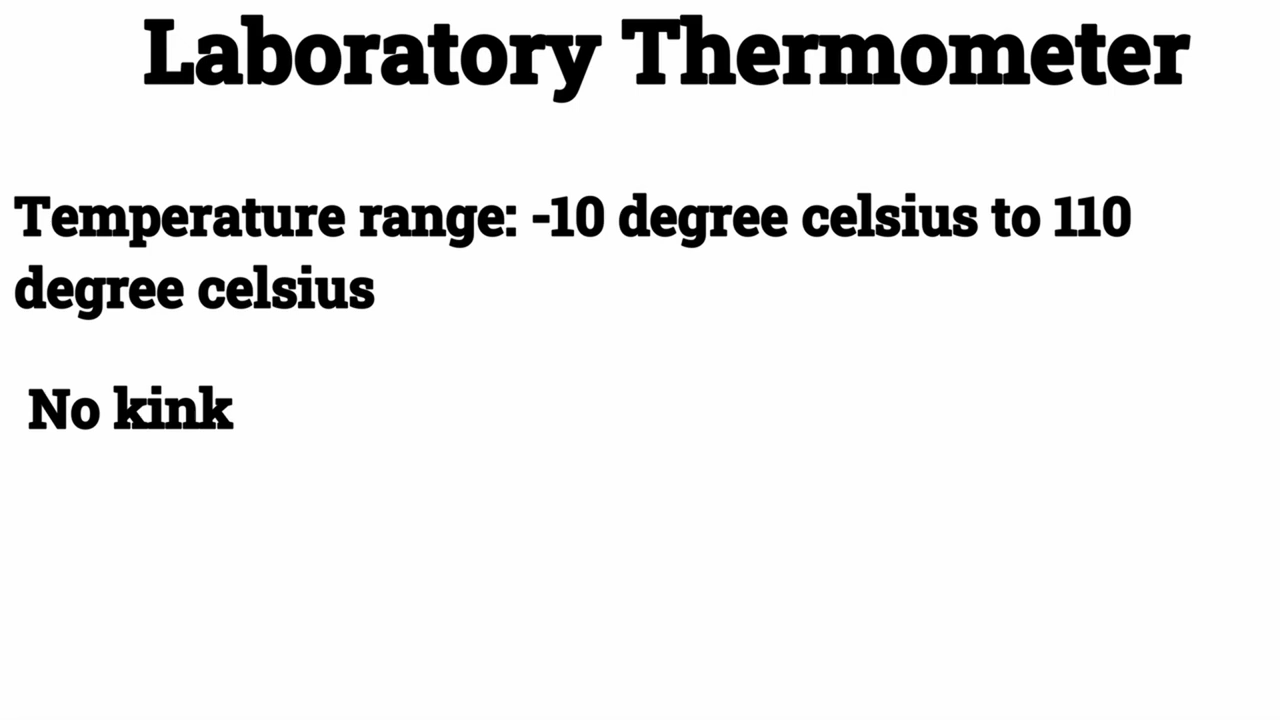 Laboratory Thermometer
Temperature range: -10 degree celsius to 110
degree celsius
No kink